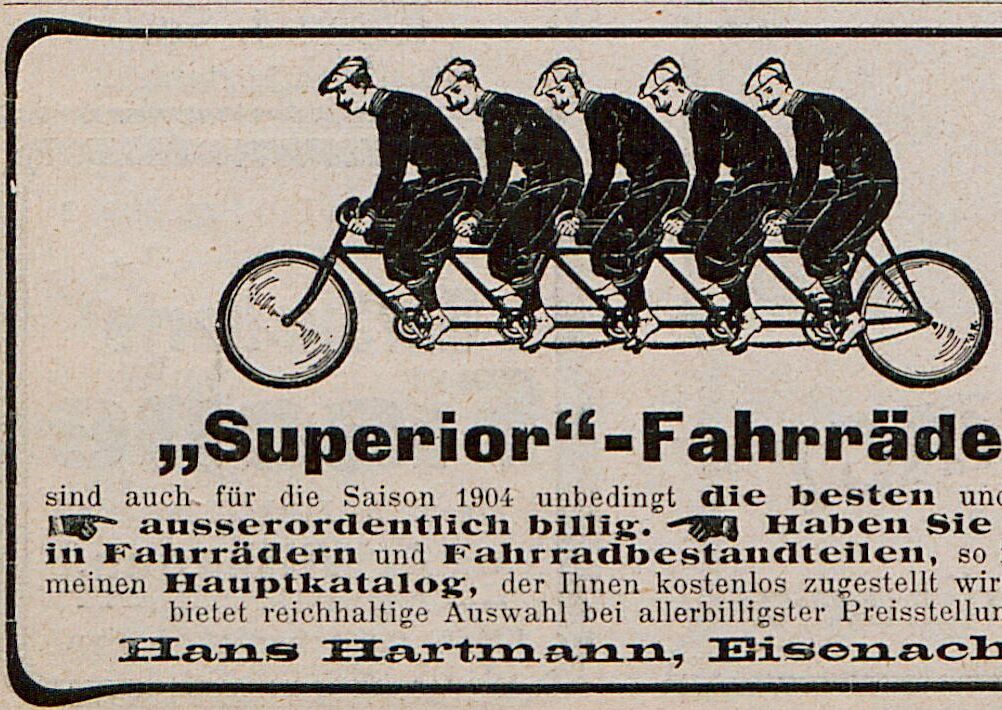 „Superior“-Fahrräde
sind auch für die Saison 1904 unbedingt die besten und
ausserordentlich billig. Haben Sie
in Fahrrädern und Fahrradbestandteilen, so
meinen Hauptkatalog, der Ihnen kostenlos zugestellt wir
bietet reichhaltige Auswahl bei allerbilligster Preisstellun
Hans Hartmann, Eisenach